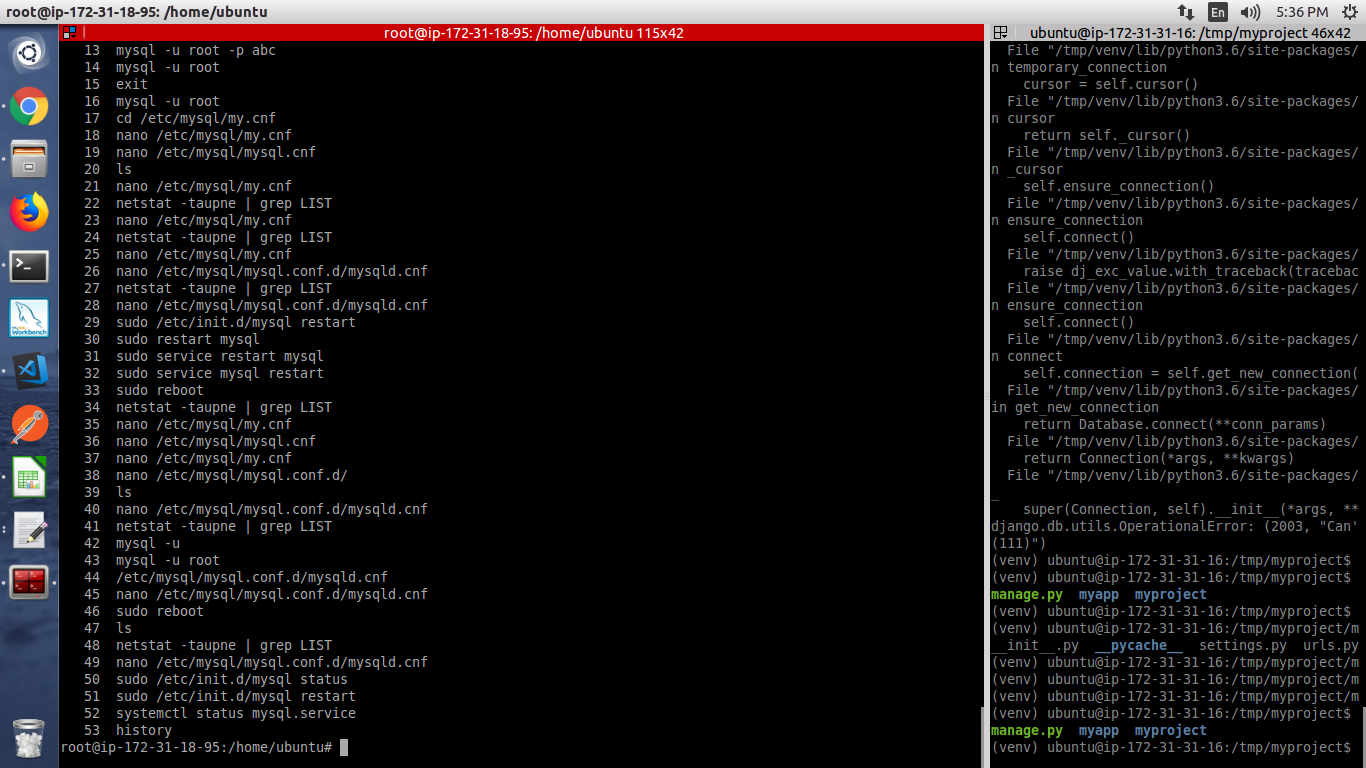 root@ip-172-31-18-95: /home/ubuntu
En
5:36 PM
root@ip-172-31-18-95: /home/ubuntu 115x42
13 mysql -u root -p abc
14 mysql -u root
15 exit
16 mysql -u root
17 cd /etc/mysql/my.cnf
18 nano /etc/mysql/my.cnf
19 nano /etc/mysql/mysql.cnf
20 ls
21 nano /etc/mysql/my.cnf
22 netstat -taupne | grep LIST
23 nano /etc/mysql/my.cnf
24 netstat -taupne | grep LIST
25 nano /etc/mysql/my.cnf
26 nano /etc/mysql/mysql.conf.d/mysqld.cnf
27 netstat -taupne | grep LIST
28 nano /etc/mysql/mysql.conf.d/mysqld.cnf
29 sudo /etc/init.d/mysql restart
30 sudo restart mysql
31 sudo service restart mysql
32 sudo service mysql restart
33 sudo reboot
34 netstat -taupne | grep LIST
35 nano /etc/mysql/my.cnf
36 nano /etc/mysql/mysql.cnf
37 nano /etc/mysql/my.cnf
38 nano /etc/mysql/mysql.conf.d/
39 ls
40 nano /etc/mysql/mysql.conf.d/mysqld.cnf
41 netstat -taupne | grep LIST
42 mysql -u
43 mysql -u root
44 /etc/mysql/mysql.conf.d/mysqld.cnf
45 nano /etc/mysql/mysql.conf.d/mysqld.cnf
46 sudo reboot
47 ls
48 netstat -taupne | grep LIST
49 nano /etc/mysql/mysql.conf.d/mysqld.cnf
50 sudo /etc/init.d/mysql status
51 sudo /etc/init.d/mysql restart
52 systemctl status mysql.service
53 history
root@ip-172-31-18-95:/home/ubuntu#
ubuntu@ip-172-31-31-16: /tmp/myproject 46x42
File "/tmp/venv/lib/python3.6/site-packages/
n temporary_connection
cursor = self.cursor()
File "/tmp/venv/lib/python3.6/site-packages/
n cursor
return self._cursor()
File "/tmp/venv/lib/python3.6/site-packages/
n _cursor
self.ensure_connection()
File "/tmp/venv/lib/python3.6/site-packages/
n ensure_connection
self.connect()
File "/tmp/venv/lib/python3.6/site-packages/
raise dj_exc_value.with_traceback(tracebac
File "/tmp/venv/lib/python3.6/site-packages/
n ensure_connection
self.connect()
File "/tmp/venv/lib/python3.6/site-packages/
n connect
self.connection = self.get_new_connection(
File "/tmp/venv/lib/python3.6/site-packages/
in get_new_connection
return Database.connect(**conn_params)
File "/tmp/venv/lib/python3.6/site-packages/
return Connection(*args, **kwargs)
File "/tmp/venv/lib/python3.6/site-packages/
_
super(Connection, self).__init__(*args, **
django.db.utils.OperationalError: (2003, "Can'
(111)")
(venv) ubuntu@ip-172-31-31-16:/tmp/myproject$
(venv) ubuntu@ip-172-31-31-16:/tmp/myproject$
manage.py myapp myproject
(venv) ubuntu@ip-172-31-31-16:/tmp/myproject$
(venv) ubuntu@ip-172-31-31-16:/tmp/myproject/m
__init__.py __pycache__ settings.py urls.py
(venv) ubuntu@ip-172-31-31-16:/tmp/myproject/m
(venv) ubuntu@ip-172-31-31-16:/tmp/myproject/m
(venv) ubuntu@ip-172-31-31-16:/tmp/myproject/m
(venv) ubuntu@ip-172-31-31-16:/tmp/myproject$
manage.py myapp myproject
(venv) ubuntu@ip-172-31-31-16:/tmp/myproject$
Workbench